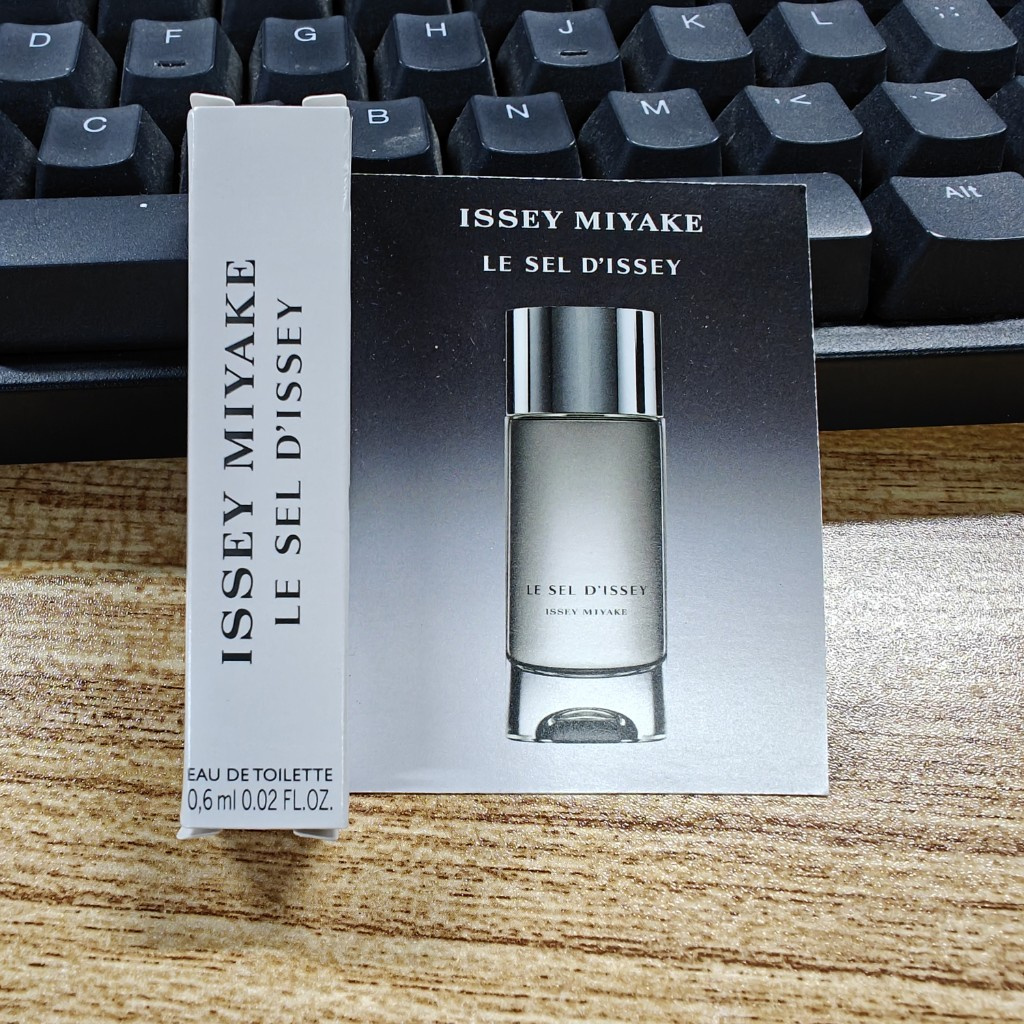 D F G H J K L : ;
C B N M , < . >
Alt
ISSEY MIYAKE
LE SEL D'ISSEY
EAU DE TOILETTE
0,6 ml 0.02 FL.OZ.
ISSEY MIYAKE
LE SEL D'ISSEY
LE SEL D'ISSEY
ISSEY MIYAKE